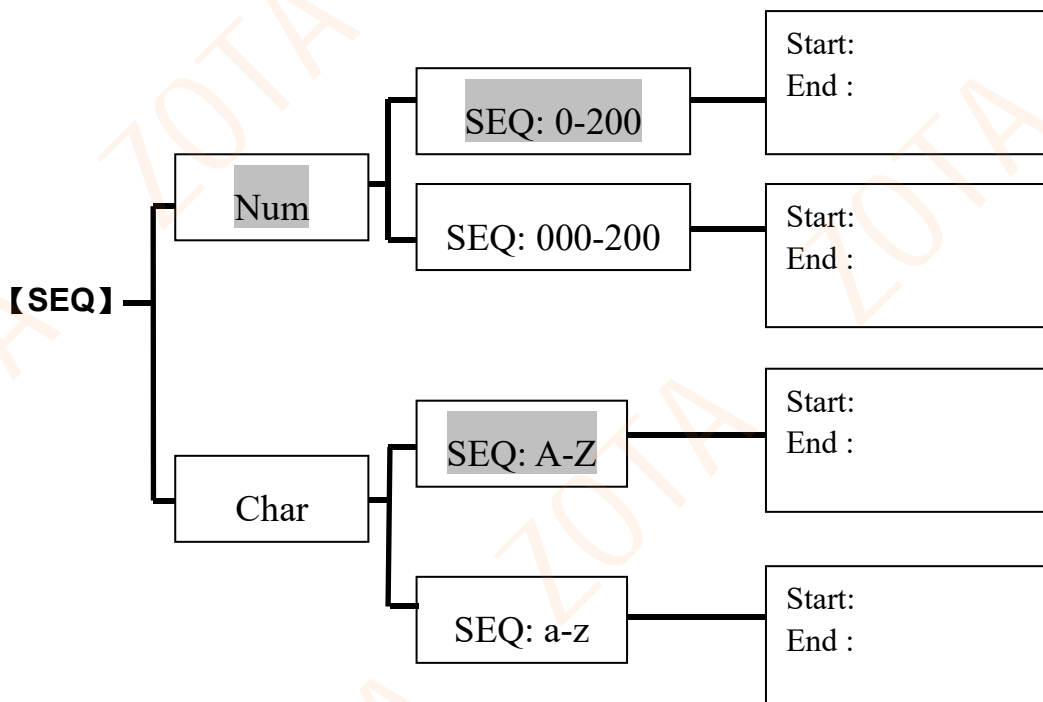 Start:
End :
SEQ: 0-200
Num
SEQ: 000-200
Start:
End :
【SEQ】
SEQ: A-Z
Start:
End :
Char
SEQ: a-z
Start:
End :
ZOTA
ZOTA
ZOTA